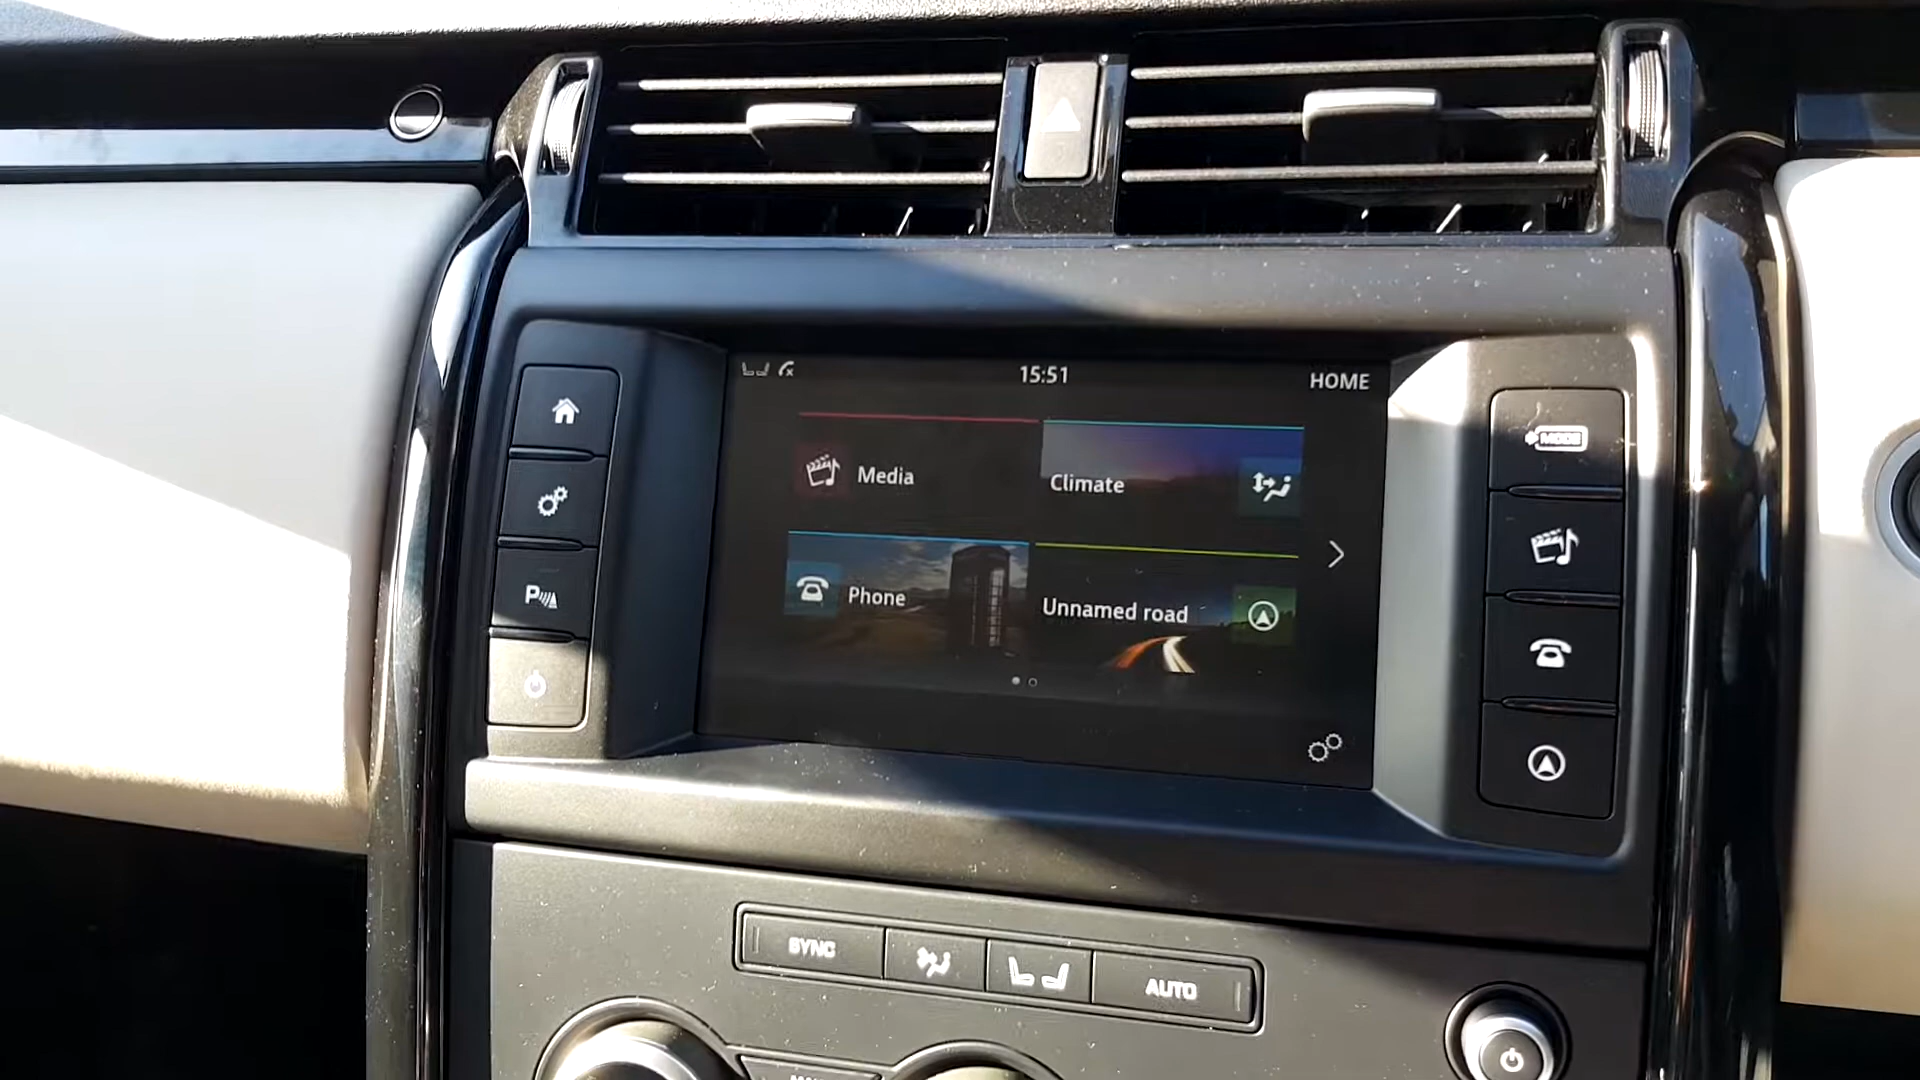 15:51
HOME
Media
Climate
Phone
Unnamed road
MODE
P
SYNC
AUTO